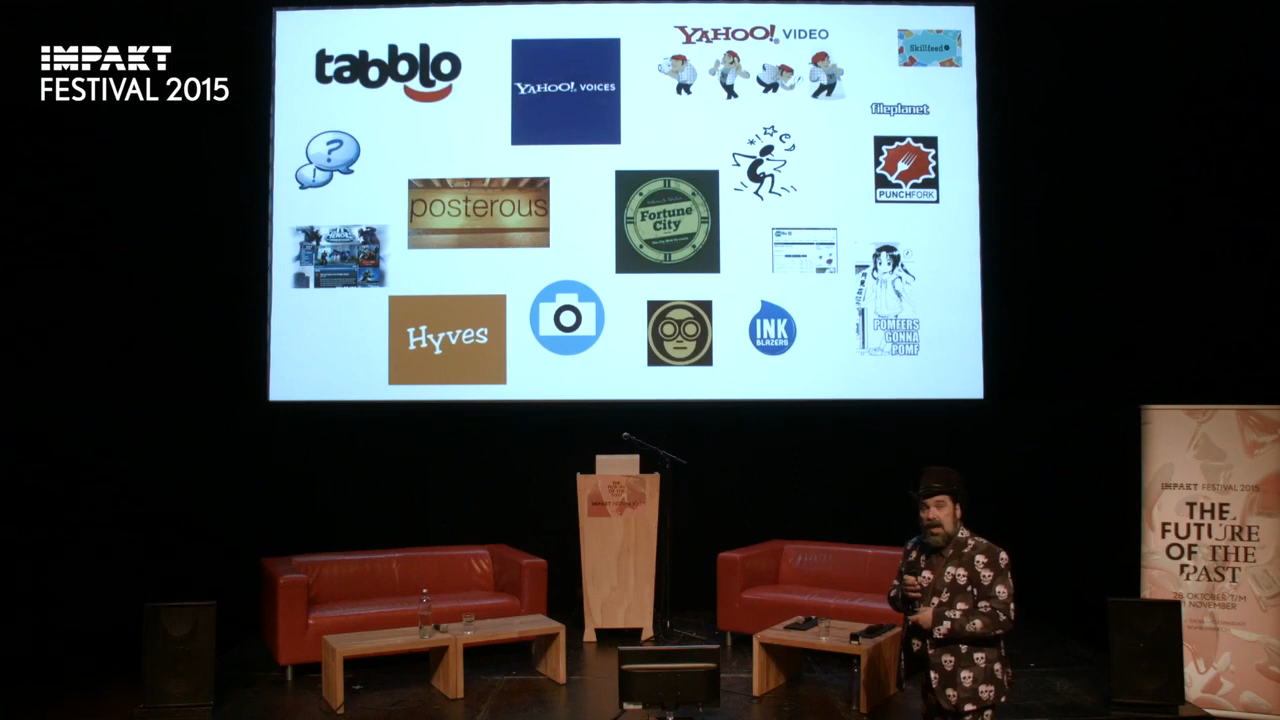 IMPAKT
FESTIVAL 2015
tabblo
YAHOO! VOICES
YAHOO! VIDEO
Skillfeed
fileplanet
?
posterous
Fortune
City
PUNCHFORK
Hyves
INK
BLAZERS
POMFERS
GONNA
POMF
IMPAKT FESTIVAL 2015
THE
FUTURE
OF THE
PAST
28 OKTOBER T/M
1 NOVEMBER